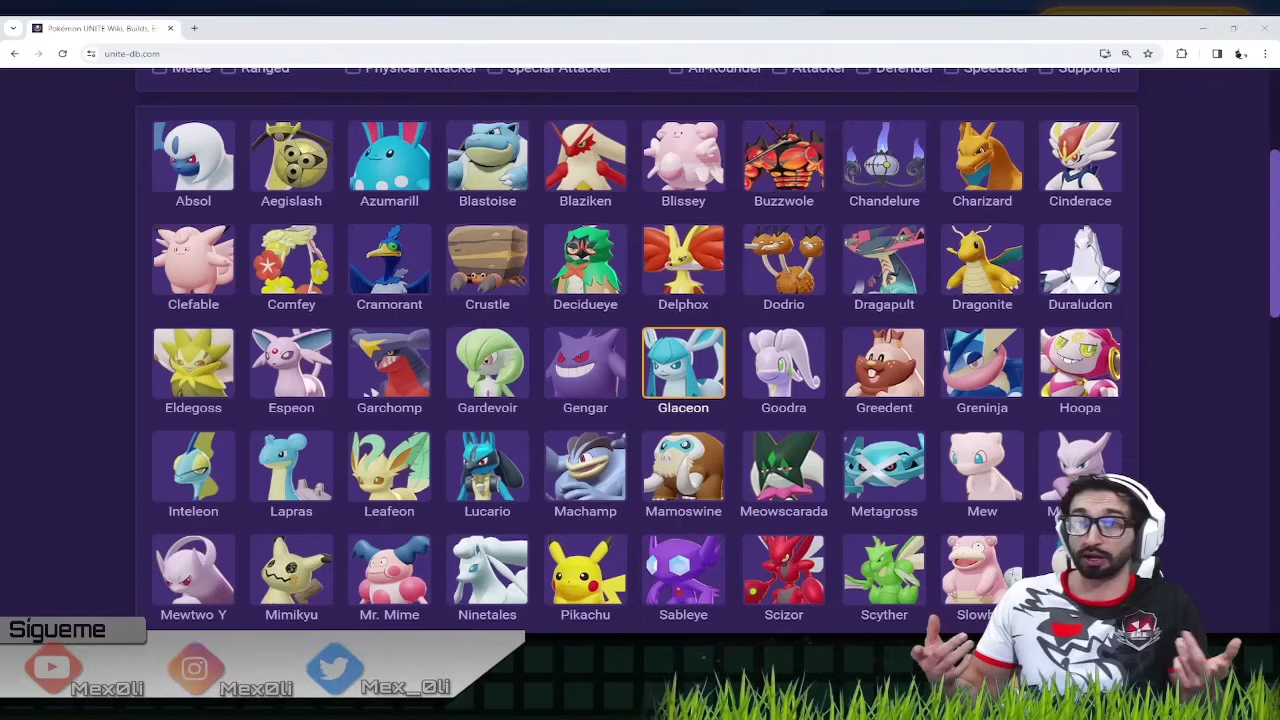 Pokémon UNITE Wiki, Builds, E
unite-db.com
Melee Ranged Physical Attacker Special Attacker All-Rounder Attacker Defender Speedster Supporter
Absol Aegislash Azumarill Blastoise Blaziken Blissey Buzzwole Chandelure Charizard Cinderace
Clefable Comfey Cramorant Crustle Decidueye Delphox Dodrio Dragapult Dragonite Duraludon
Eldegoss Espeon Garchomp Gardevoir Gengar Glaceon Goodra Greedent Greninja Hoopa
Inteleon Lapras Leafeon Lucario Machamp Mamoswine Meowscarada Metagross Mew
Mewtwo Y Mimikyu Mr. Mime Ninetales Pikachu Sableye Scizor Scyther
Sígueme
Mex0li Mex0li Mex_0li